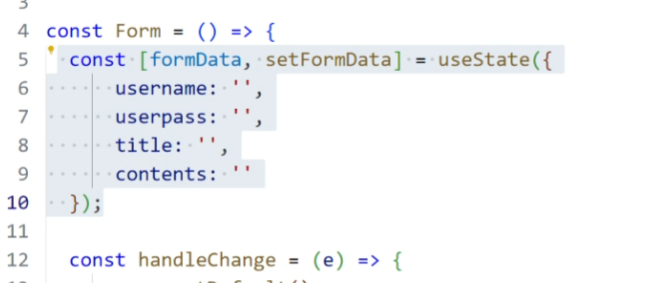 4 const Form = () => {
5 const [formData, setFormData] = useState({
6 username: '',
7 userpass: '',
8 title: '',
9 contents: ''
10 });
11
12 const handleChange = (e) => {